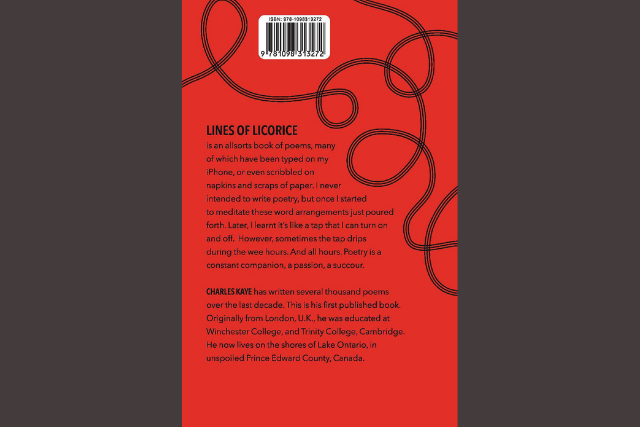 ISBN: 978-1098313272
9 781098 313272
LINES OF LICORICE
is an allsorts book of poems, many
of which have been typed on my
iPhone, or even scribbled on
napkins and scraps of paper. I never
intended to write poetry, but once I started
to meditate these word arrangements just poured
forth. Later, I learnt it's like a tap that I can turn on
and off.  However, sometimes the tap drips
during the wee hours. And all hours. Poetry is a
constant companion, a passion, a succour.
CHARLES KAYE has written several thousand poems
over the last decade. This is his first published book.
Originally from London, U.K., he was educated at
Winchester College, and Trinity College, Cambridge.
He now lives on the shores of Lake Ontario, in
unspoiled Prince Edward County, Canada.